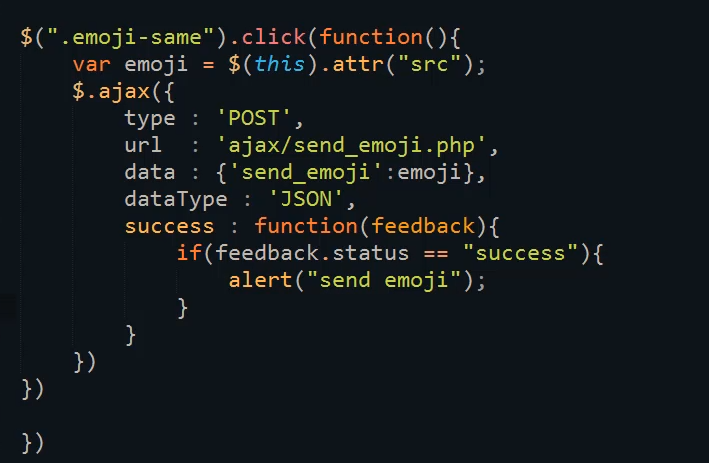 $(".emoji-same").click(function(){
    var emoji = $(this).attr("src");
    $.ajax({
        type : 'POST',
        url  : 'ajax/send_emoji.php',
        data : {'send_emoji':emoji},
        dataType : 'JSON',
        success : function(feedback){
            if(feedback.status == "success"){
                alert("send emoji");
            }
        }
    })
})

})